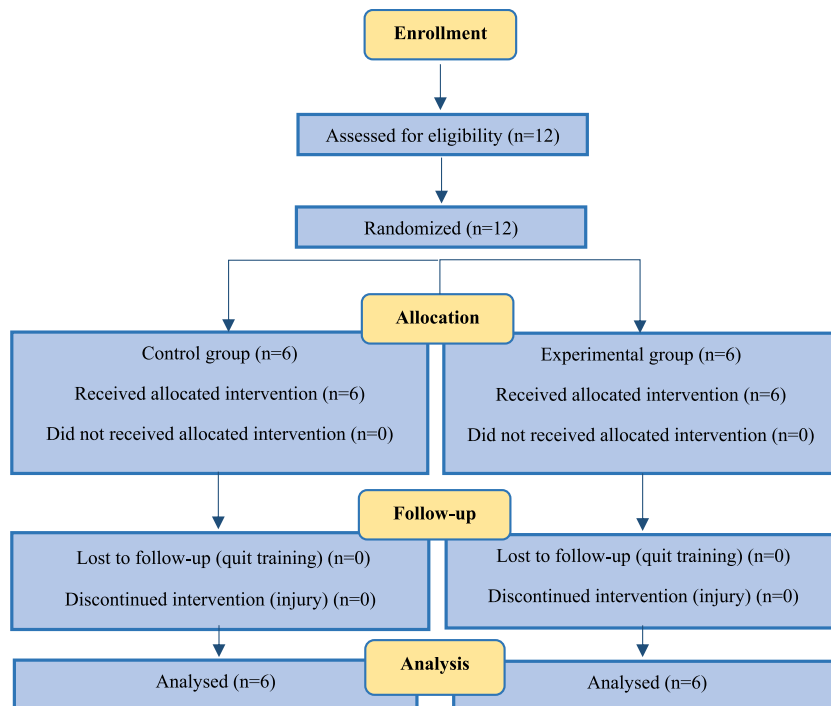 Enrollment
Assessed for eligibility (n=12)
Randomized (n=12)
Allocation
Control group (n=6)
Received allocated intervention (n=6)
Did not received allocated intervention (n=0)
Experimental group (n=6)
Received allocated intervention (n=6)
Did not received allocated intervention (n=0)
Follow-up
Lost to follow-up (quit training) (n=0)
Discontinued intervention (injury) (n=0)
Lost to follow-up (quit training) (n=0)
Discontinued intervention (injury) (n=0)
Analysis
Analysed (n=6)
Analysed (n=6)